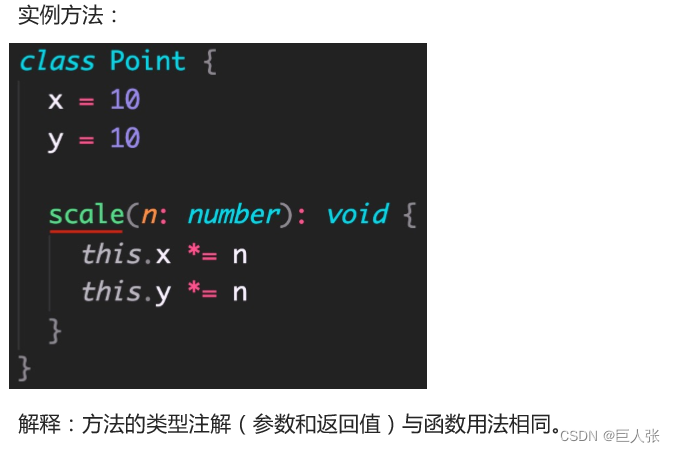 实例方法：
class Point {
x = 10
y = 10
scale(n: number): void {
this.x *= n
this.y *= n
}
}
解释：方法的类型注解（参数和返回值）与函数用法相同。
CSDN @巨人张